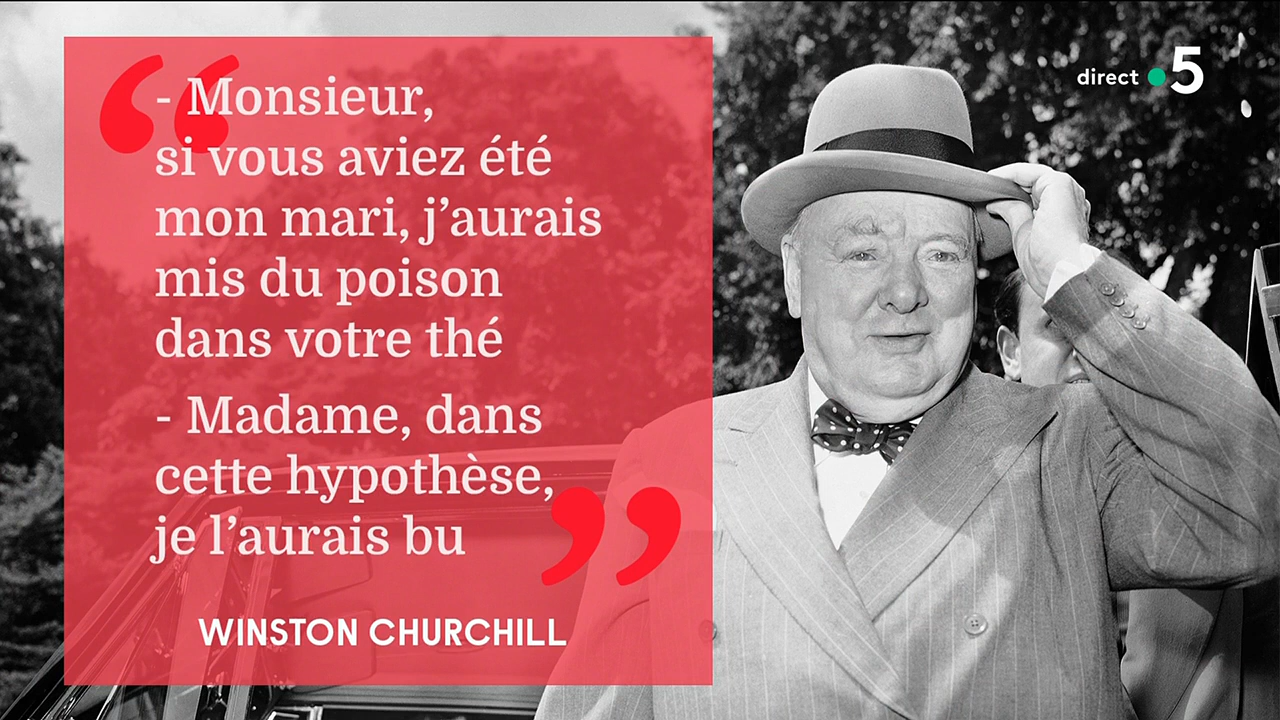 direct 5
“- Monsieur,
si vous aviez été
mon mari, j’aurais
mis du poison
dans votre thé
- Madame, dans
cette hypothèse,
je l’aurais bu”
WINSTON CHURCHILL